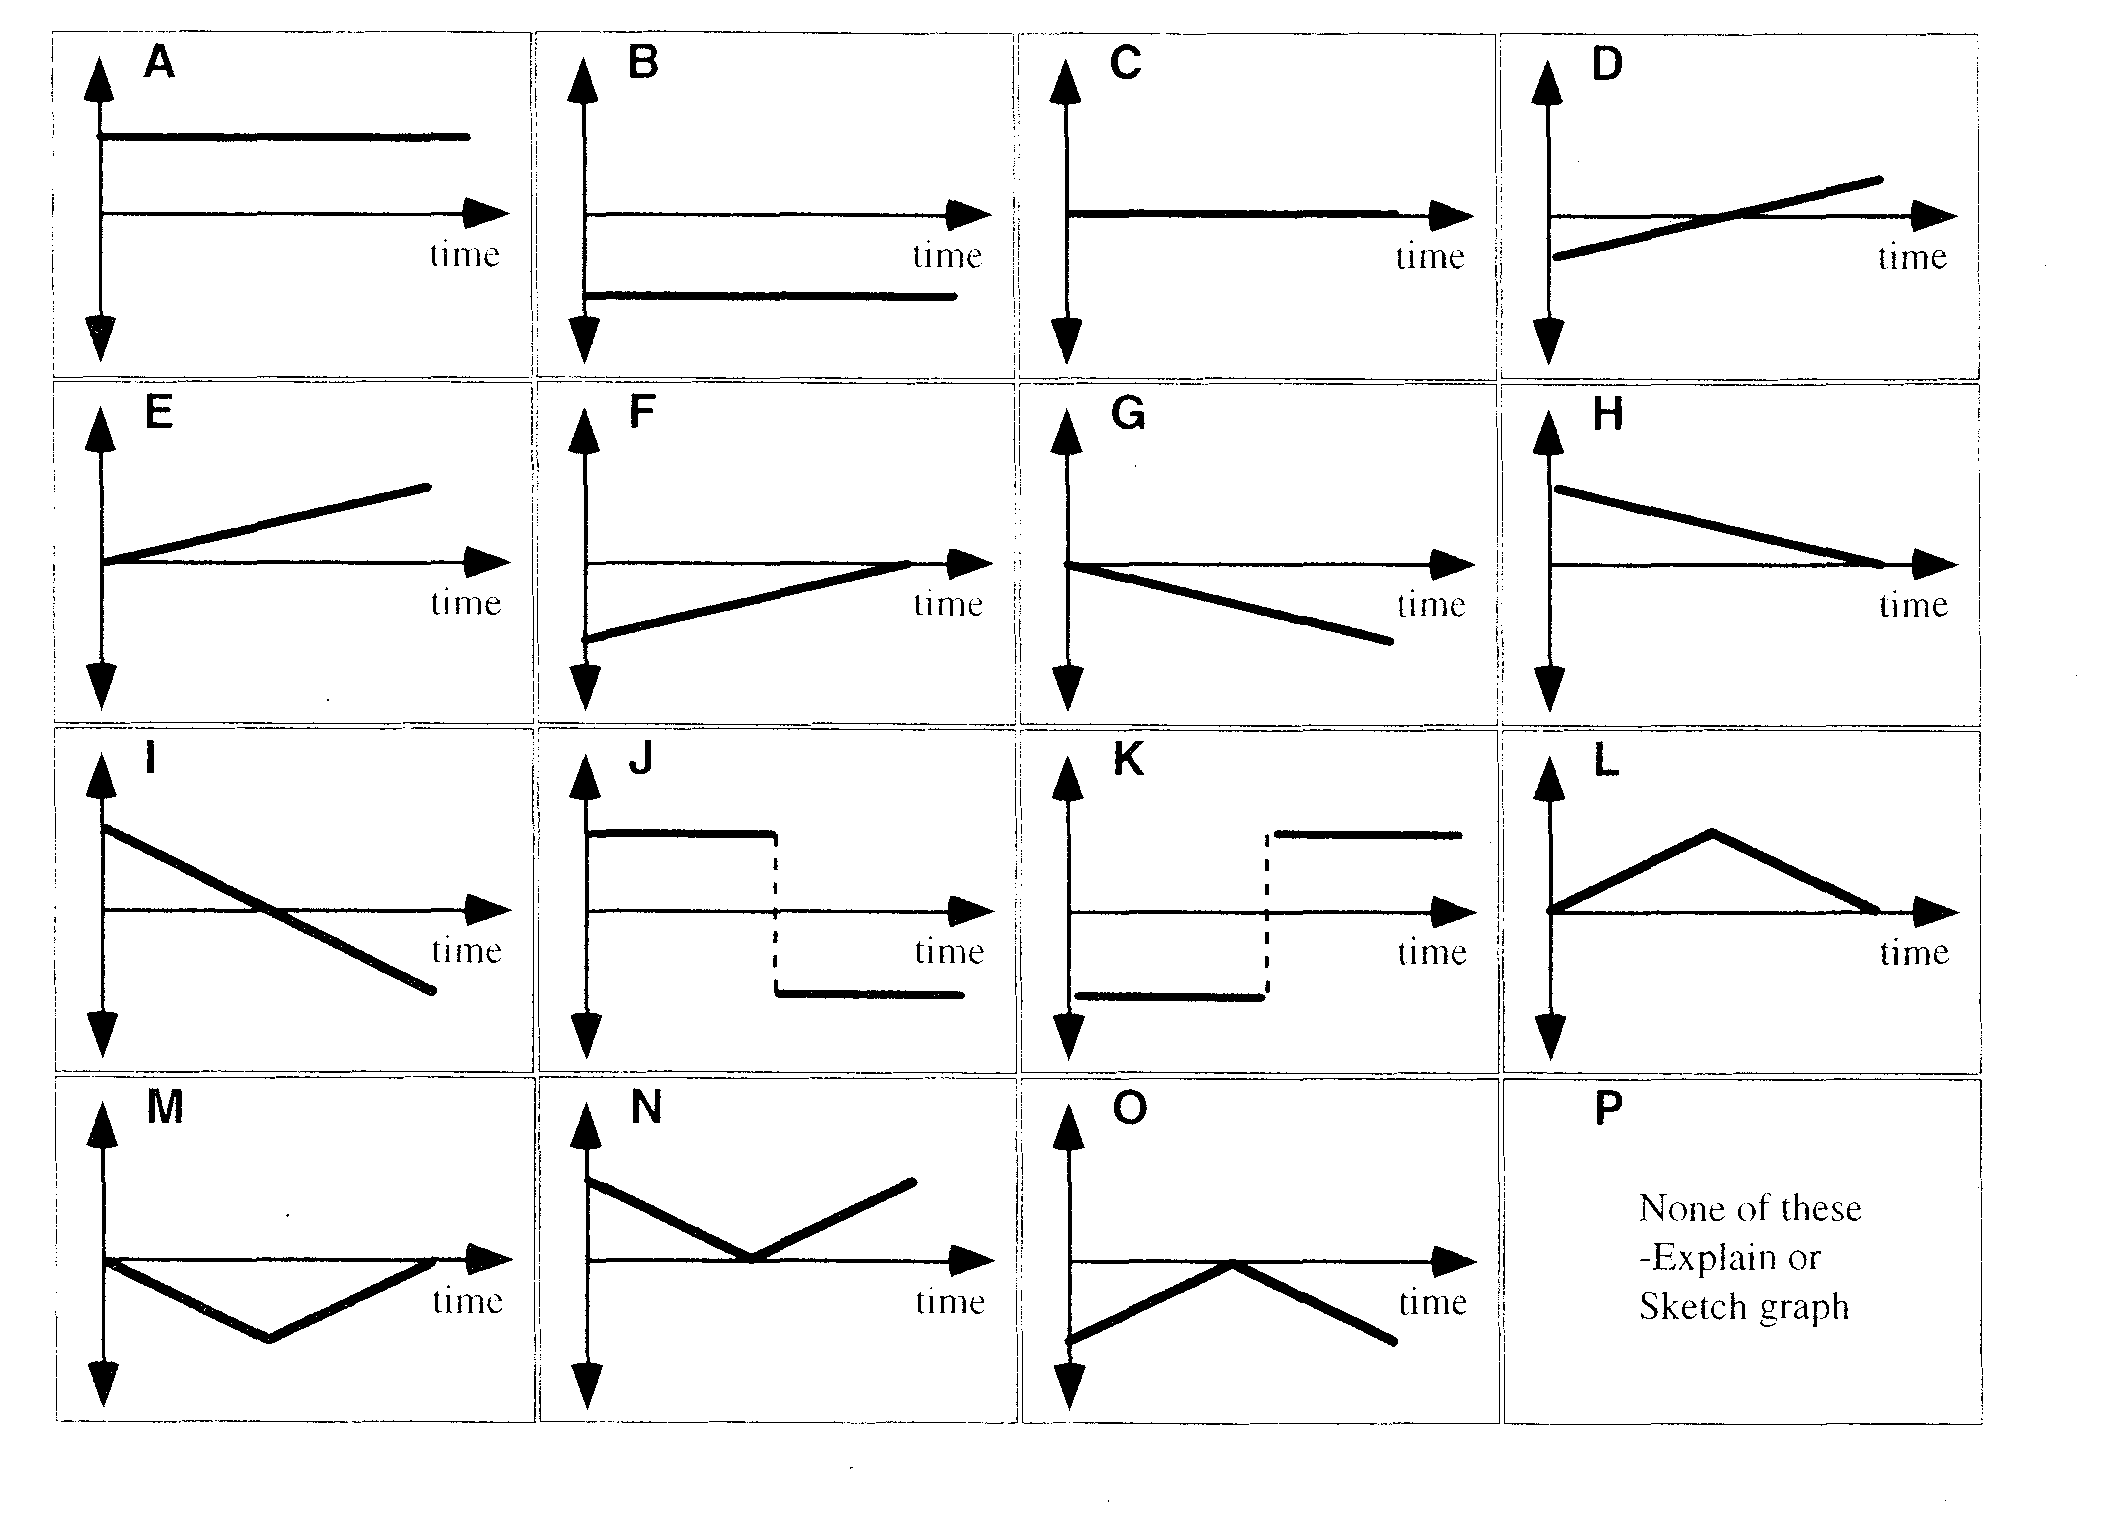 A
B
C
D
time
time
time
time
E
F
G
H
time
time
time
time
I
J
K
L
time
time
time
time
M
N
O
P
time
time
time
None of these
-Explain or
Sketch graph